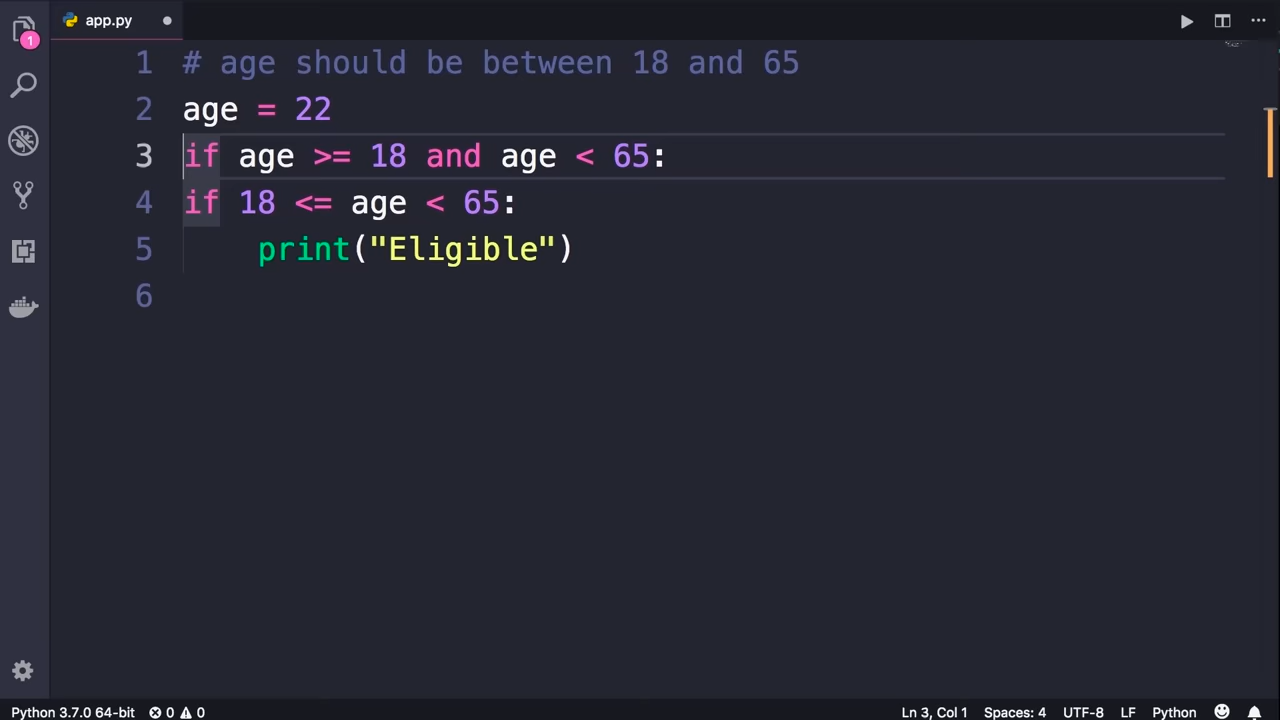 app.py
1
1 # age should be between 18 and 65
2 age = 22
3 if age >= 18 and age < 65:
4 if 18 <= age < 65:
5     print("Eligible")
6
Python 3.7.0 64-bit 0 0 Ln 3, Col 1 Spaces: 4 UTF-8 LF Python